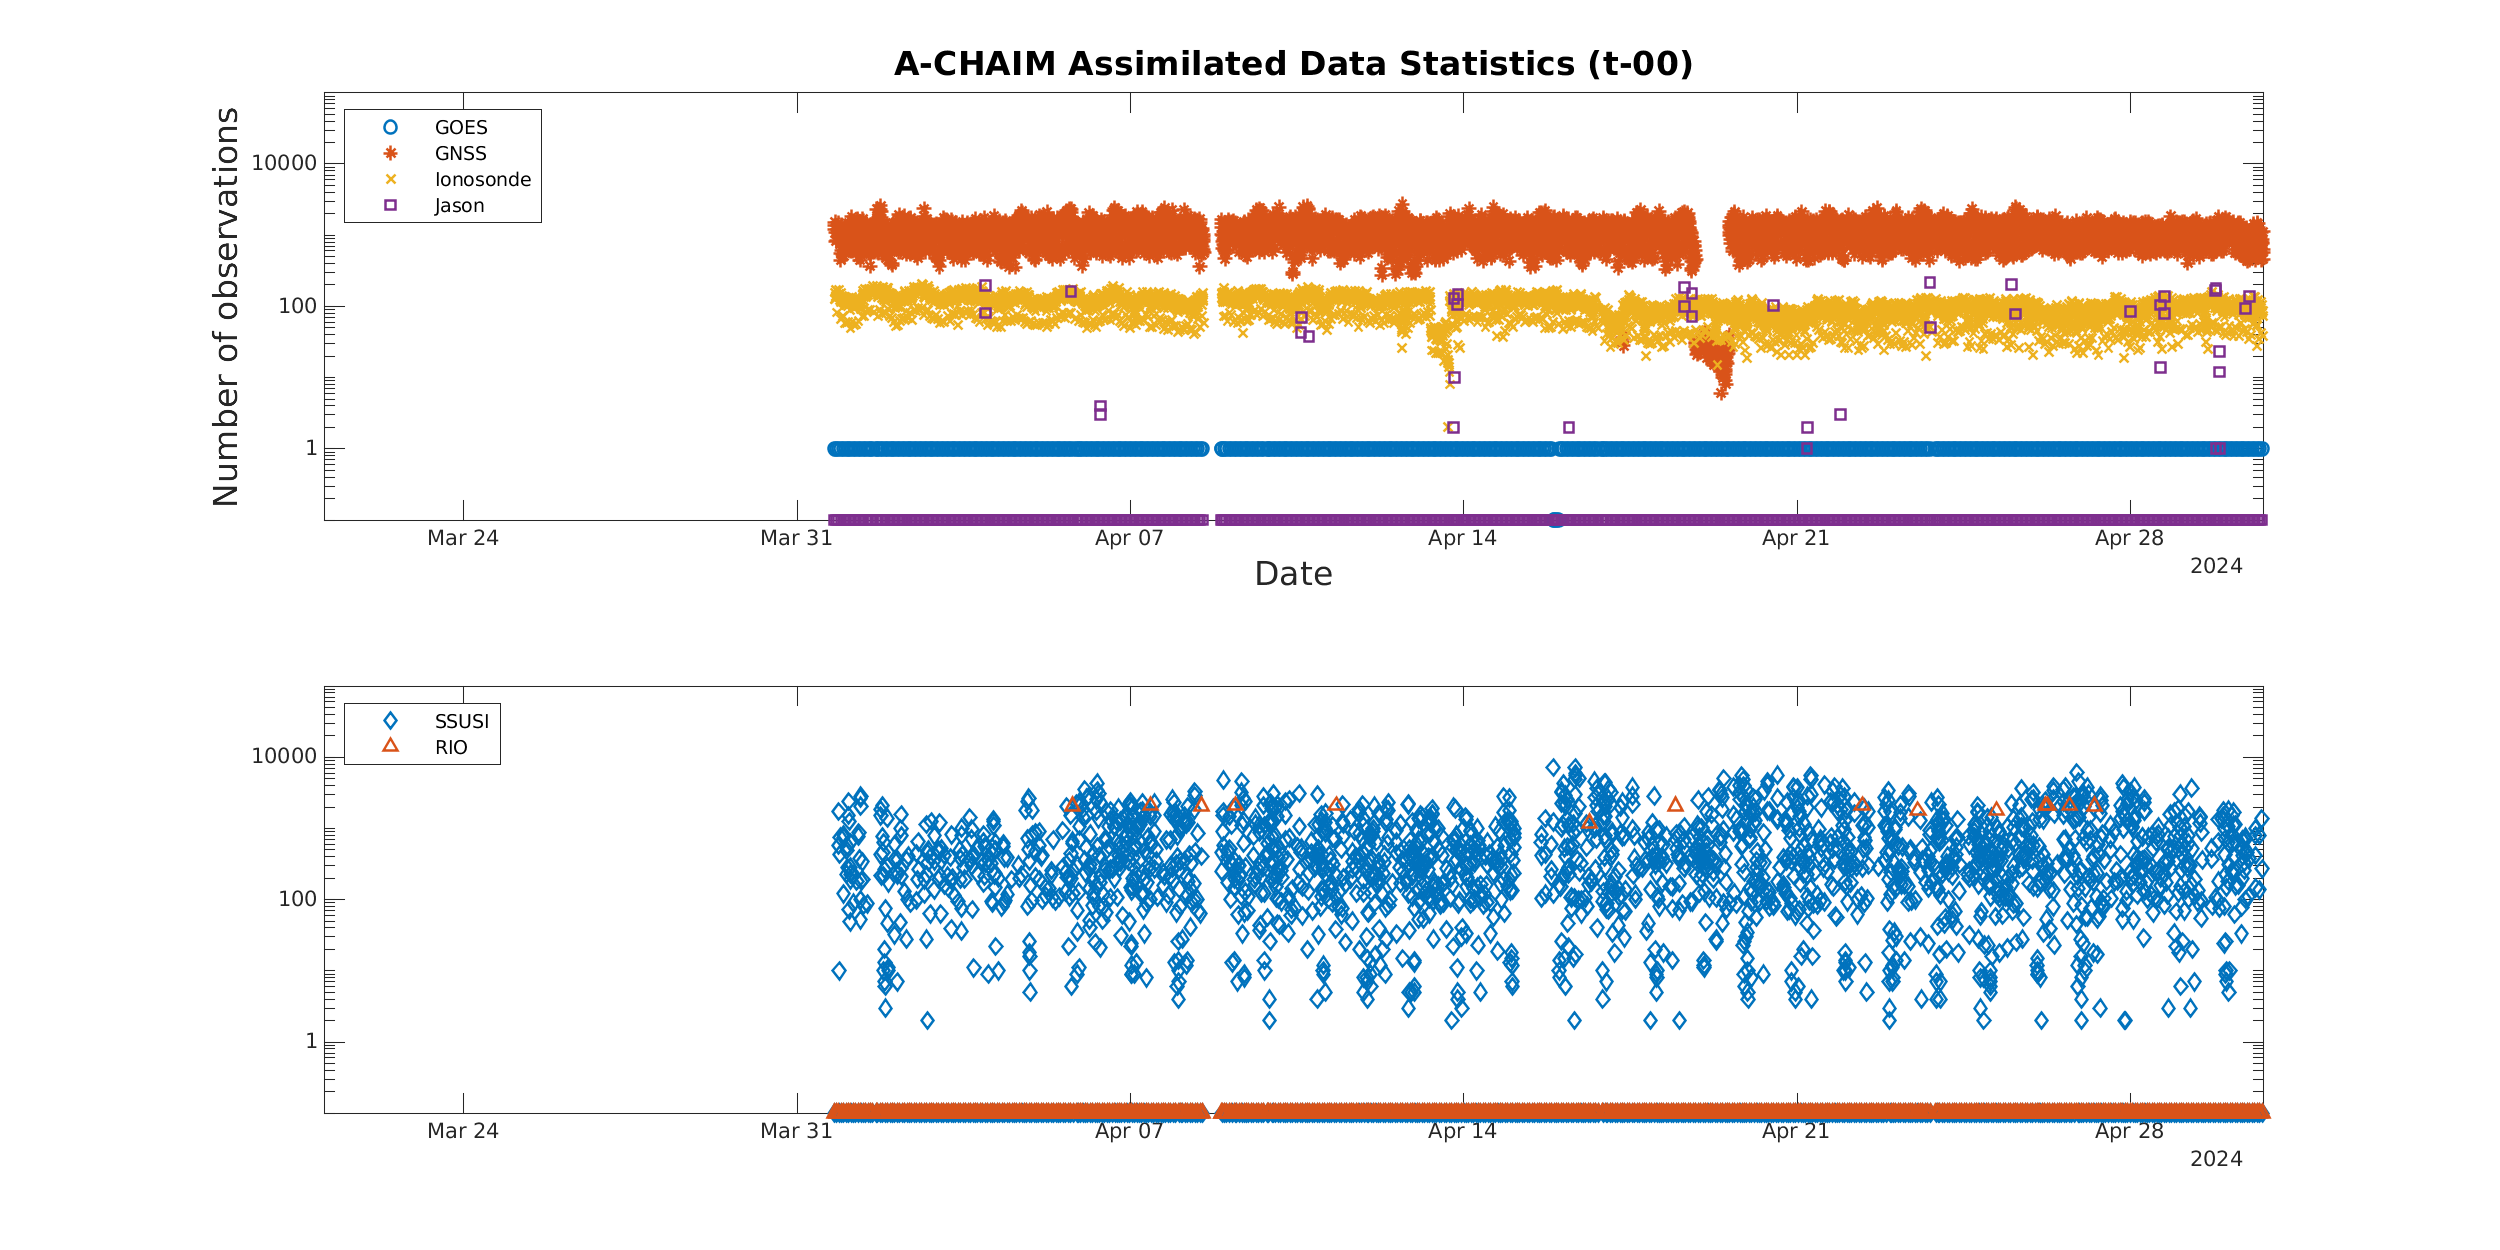 A-CHAIM Assimilated Data Statistics (t-00)
Number of observations
GOES
GNSS
Ionosonde
Jason
10000
100
1
Mar 24
Mar 31
Apr 07
Apr 14
Apr 21
Apr 28
2024
Date
SSUSI
RIO
10000
100
1
Mar 24
Mar 31
Apr 07
Apr 14
Apr 21
Apr 28
2024